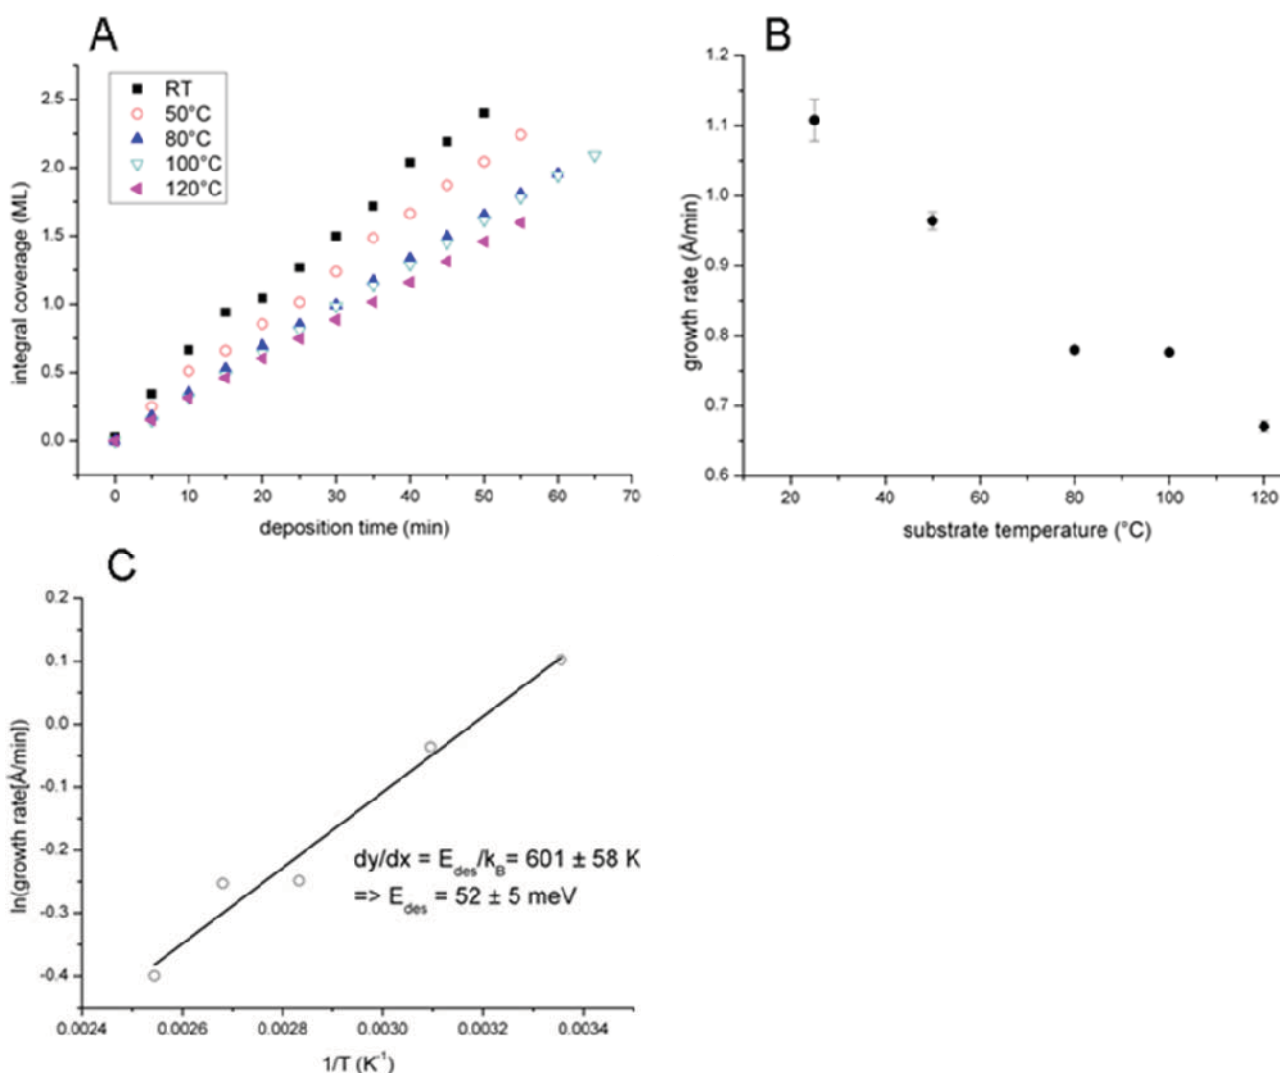 A
RT
50°C
80°C
100°C
120°C
integral coverage (ML)
2.5
2.0
1.5
1.0
0.5
0.0
0 10 20 30 40 50 60 70
deposition time (min)
B
growth rate (Å/min)
1.2
1.1
1.0
0.9
0.8
0.7
0.6
20 40 60 80 100 120
substrate temperature (°C)
C
ln(growth rate[Å/min])
0.2
0.1
0.0
-0.1
-0.2
-0.3
-0.4
dy/dx = E_des/k_B= 601 ± 58 K
=> E_des = 52 ± 5 meV
0.0024 0.0026 0.0028 0.0030 0.0032 0.0034
1/T (K⁻¹)